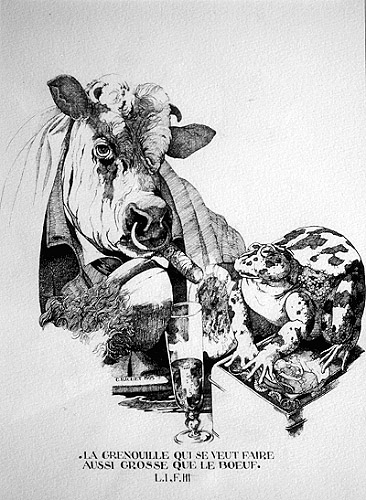 .LA GRENOUILLE QUI SE VEUT FAIRE
AUSSI GROSSE QUE LE BOEUF.
L.I, F.III